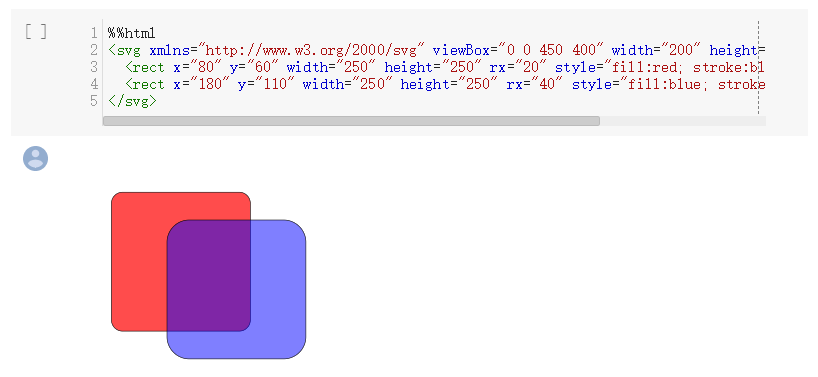 [ ]
1 %%html
2 <svg xmlns="http://www.w3.org/2000/svg" viewBox="0 0 450 400" width="200" height=
3 <rect x="80" y="60" width="250" height="250" rx="20" style="fill:red; stroke:bl
4 <rect x="180" y="110" width="250" height="250" rx="40" style="fill:blue; stroke
5 </svg>